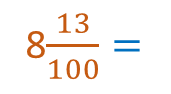 8 13/100 =